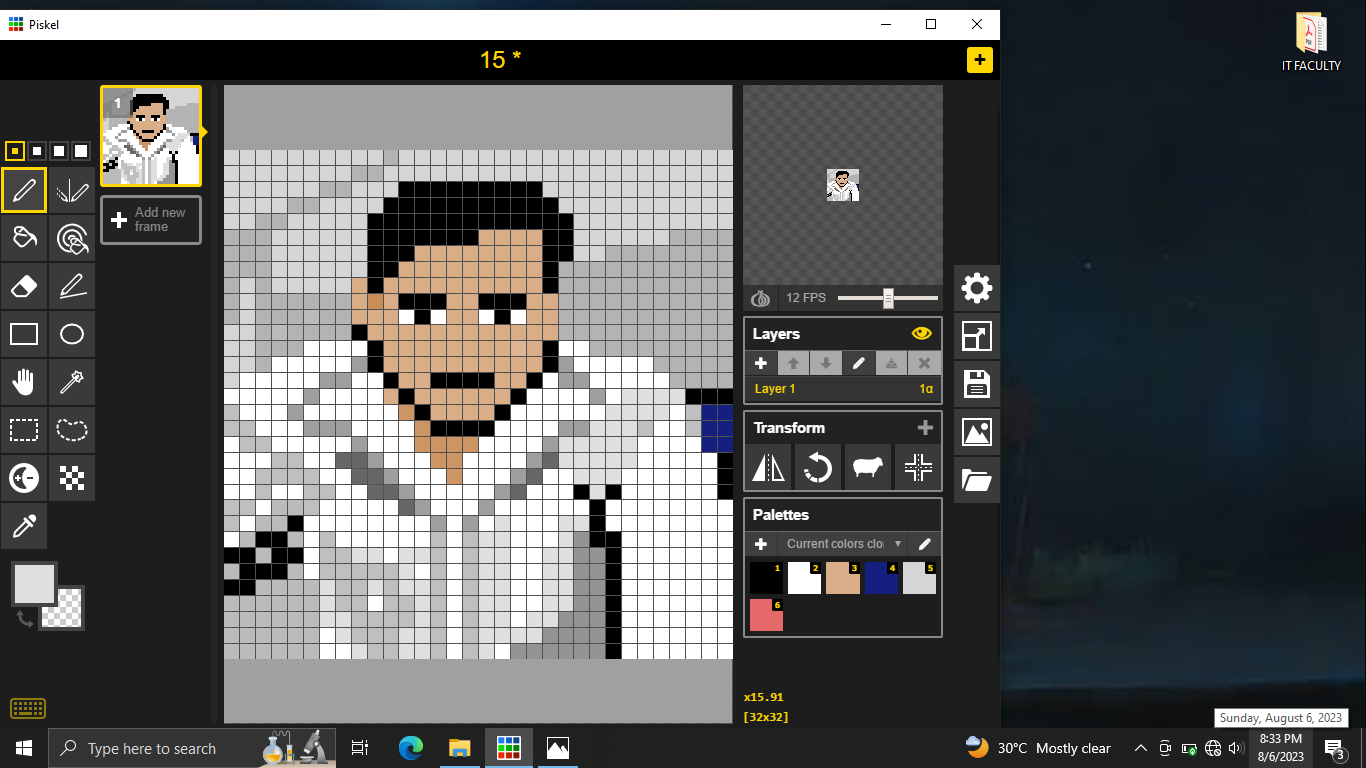 Piskel
IT FACULTY
15 *
1
Add new
frame
12 FPS
Layers
Layer 1
1α
Transform
Palettes
Current colors clo
1
2
3
4
5
6
x15.91
[32x32]
Sunday, August 6, 2023
Type here to search
30°C Mostly clear
8:33 PM
8/6/2023
3